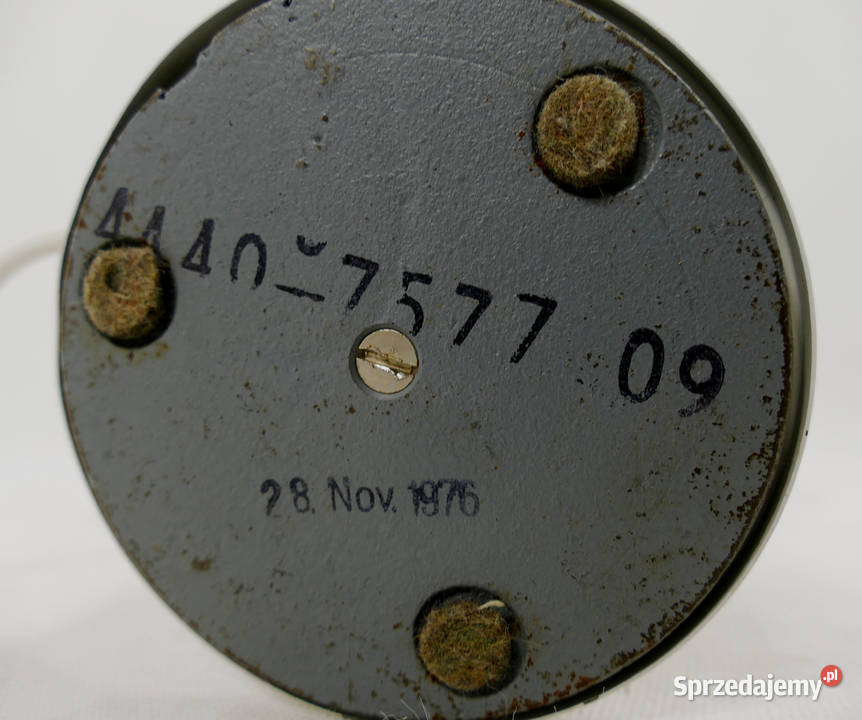 4440-7577 09
28. Nov. 1976
Sprzedajemy.pl